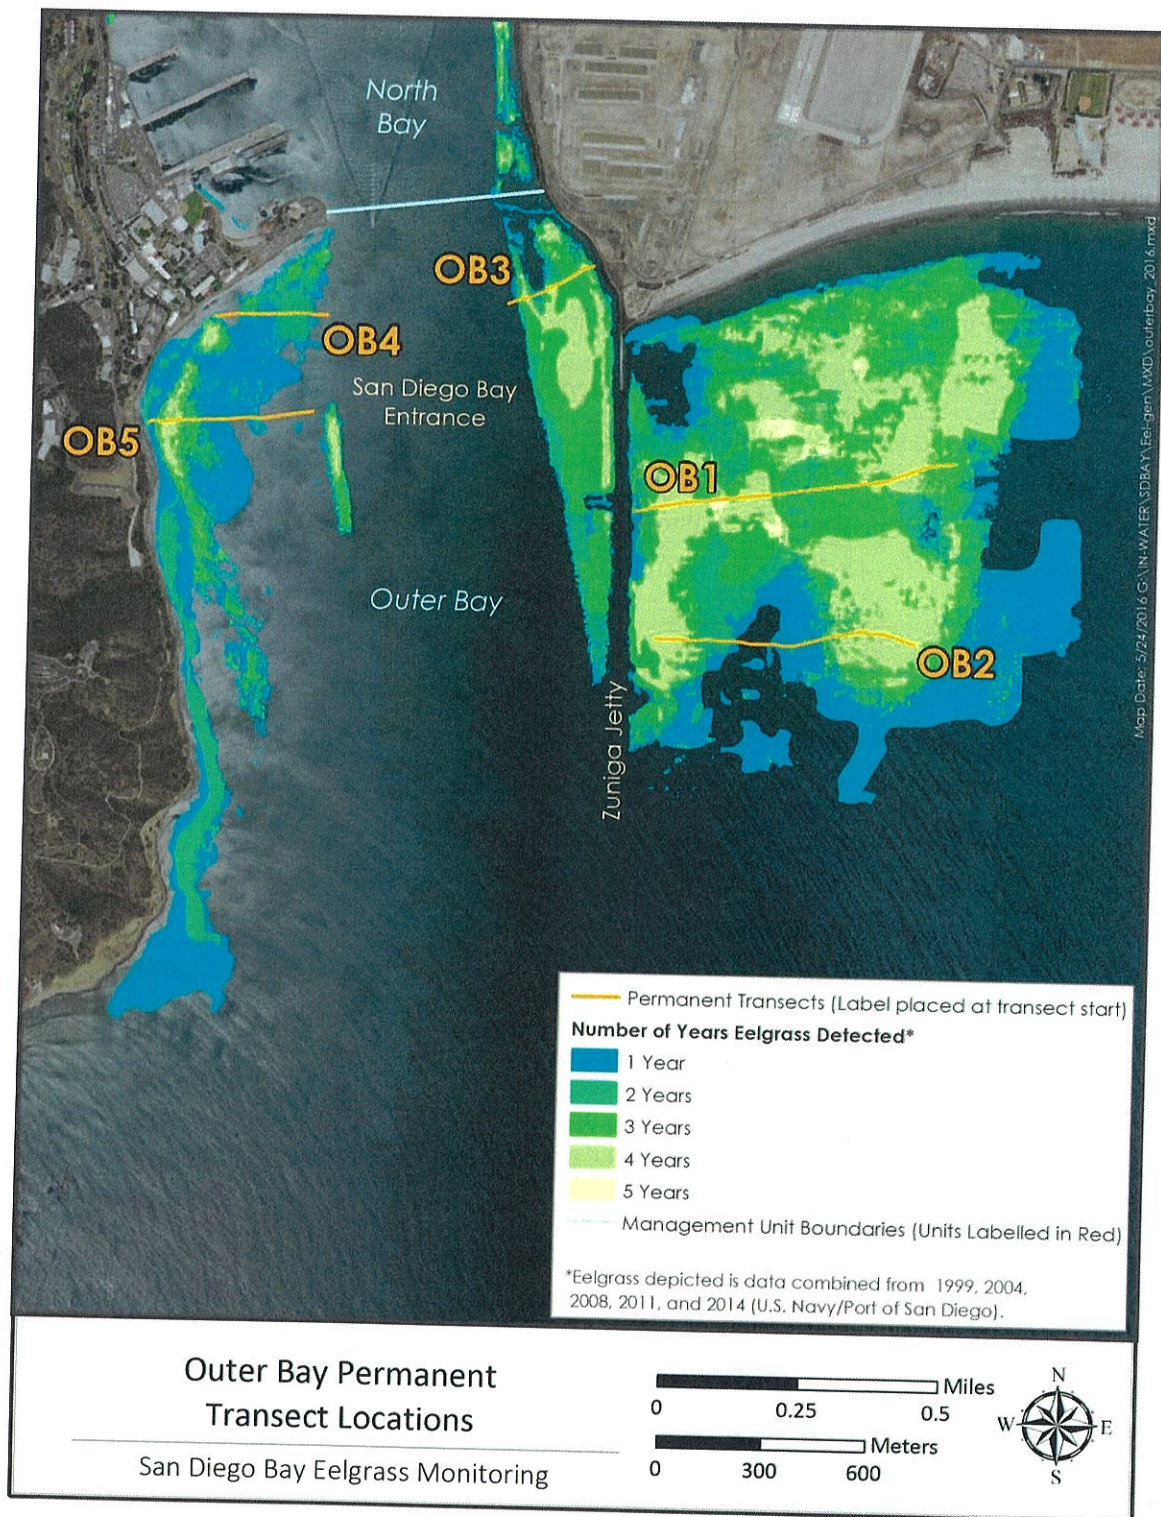 North
Bay
OB3
OB4
San Diego Bay
Entrance
OB5
OB1
Outer Bay
OB2
Zuniga Jetty
Map Date: 5/24/2016 G:\IN-WATER\SDBAY\Eel-gen\MXD\outerbay_2016.mxd
Permanent Transects (Label placed at transect start)
Number of Years Eelgrass Detected*
1 Year
2 Years
3 Years
4 Years
5 Years
Management Unit Boundaries (Units Labelled in Red)
*Eelgrass depicted is data combined from 1999, 2004,
2008, 2011, and 2014 (U.S. Navy/Port of San Diego).
Outer Bay Permanent
Transect Locations
San Diego Bay Eelgrass Monitoring
Miles
0 0.25 0.5
Meters
0 300 600
N
W E
S